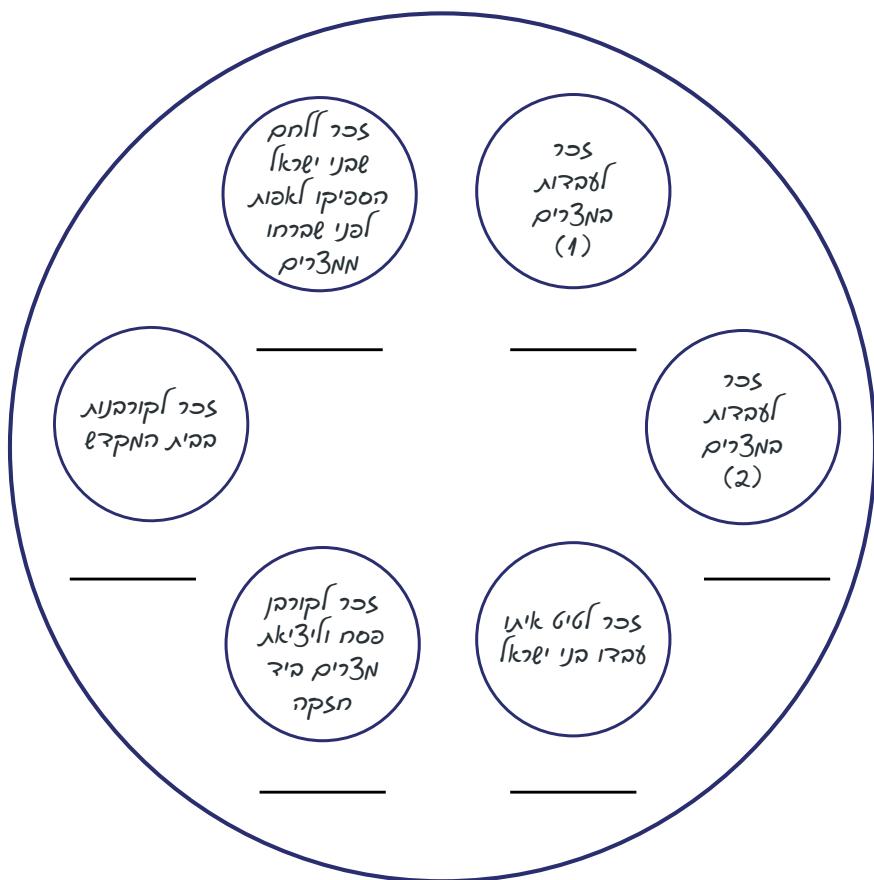 זכר
לעבדות
במצרים
(1)
זכר ללחם
שבני ישראל
הספיקו לאפות
לפני שברחו
ממצרים
זכר
לעבדות
במצרים
(2)
זכר לקורבנות
בבית המקדש
זכר לטיט איתו
עבדו בני ישראל
זכר לקורבן
פסח וליציאת
מצרים ביד
חזקה